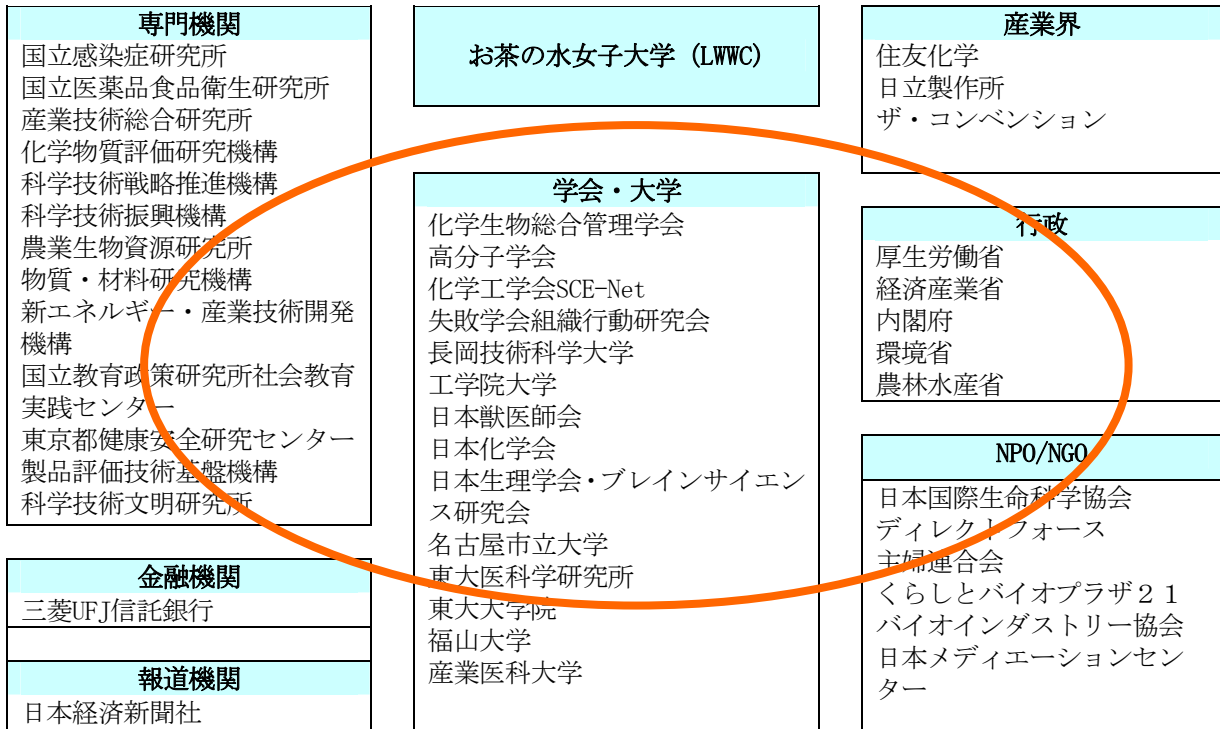 専門機関
国立感染症研究所
国立医薬品食品衛生研究所
産業技術総合研究所
化学物質評価研究機構
科学技術戦略推進機構
科学技術振興機構
農業生物資源研究所
物質・材料研究機構
新エネルギー・産業技術開発
機構
国立教育政策研究所社会教育
実践センター
東京都健康安全研究センター
製品評価技術基盤機構
科学技術文明研究所
金融機関
三菱UFJ信託銀行
報道機関
日本経済新聞社
お茶の水女子大学 (LWWC)
学会・大学
化学生物総合管理学会
高分子学会
化学工学会SCE-Net
失敗学会組織行動研究会
長岡技術科学大学
工学院大学
日本獣医師会
日本化学会
日本生理学会・ブレインサイエン
ス研究会
名古屋市立大学
東大医科学研究所
東大大学院
福山大学
産業医科大学
産業界
住友化学
日立製作所
ザ・コンベンション
行政
厚生労働省
経済産業省
内閣府
環境省
農林水産省
NPO/NGO
日本国際生命科学協会
ディレクトフォース
主婦連合会
くらしとバイオプラザ21
バイオインダストリー協会
日本メディエーションセン
ター